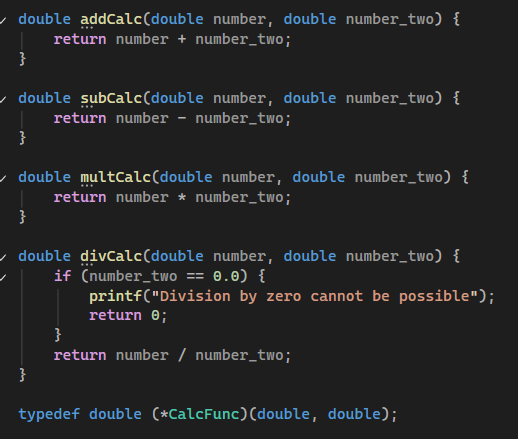 double addCalc(double number, double number_two) {
    return number + number_two;
}
double subCalc(double number, double number_two) {
    return number - number_two;
}
double multCalc(double number, double number_two) {
    return number * number_two;
}
double divCalc(double number, double number_two) {
    if (number_two == 0.0) {
        printf("Division by zero cannot be possible");
        return 0;
    }
    return number / number_two;
}
typedef double (*CalcFunc)(double, double);